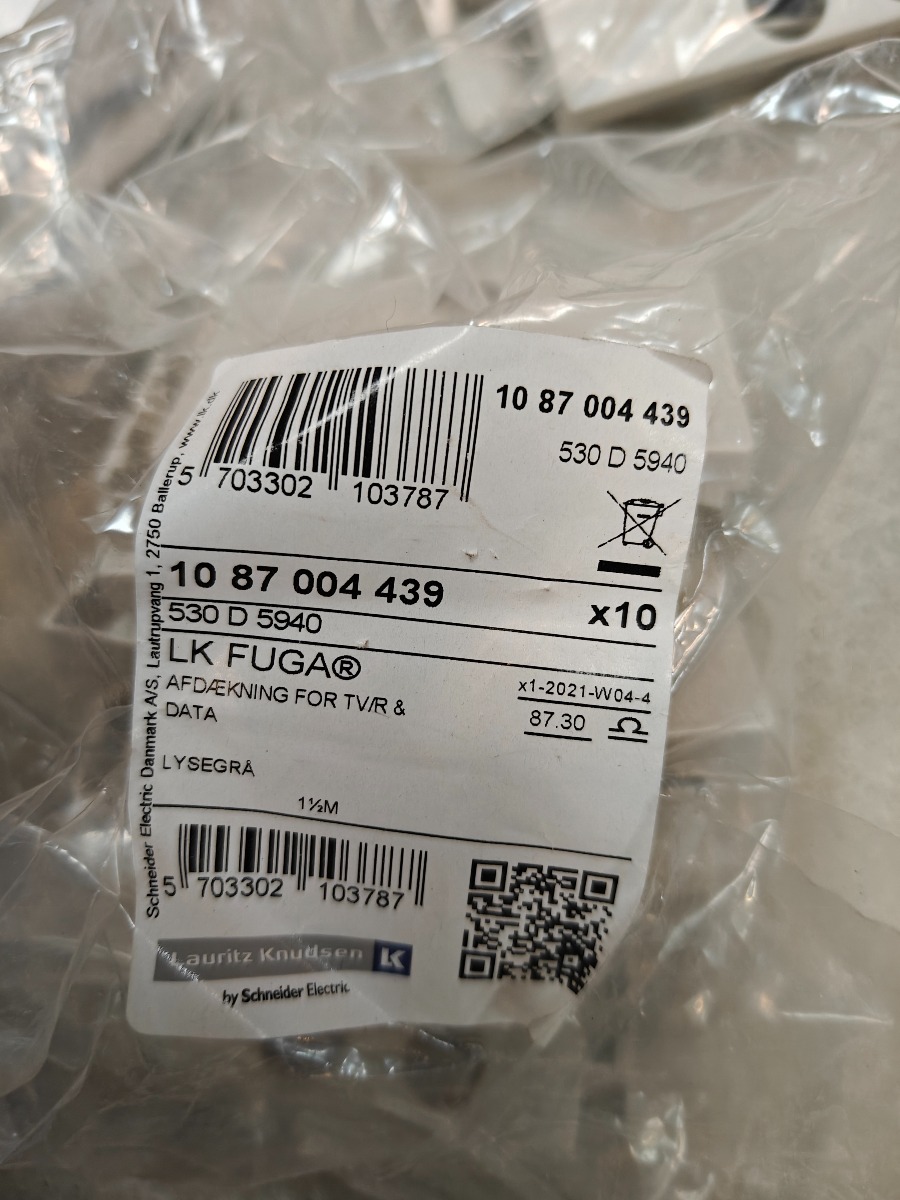 10 87 004 439
530 D 5940
5 703302 103787
Schneider Electric Danmark A/S, Lautrupvang 1, 2750 Ballerup, www.lk.dk
10 87 004 439
x10
530 D 5940
LK FUGA®
AFDÆKNING FOR TV/R &
DATA
x1-2021-W04-4
87.30
LYSEGRÅ
1½M
5 703302 103787
Lauritz Knudsen LK
by Schneider Electric